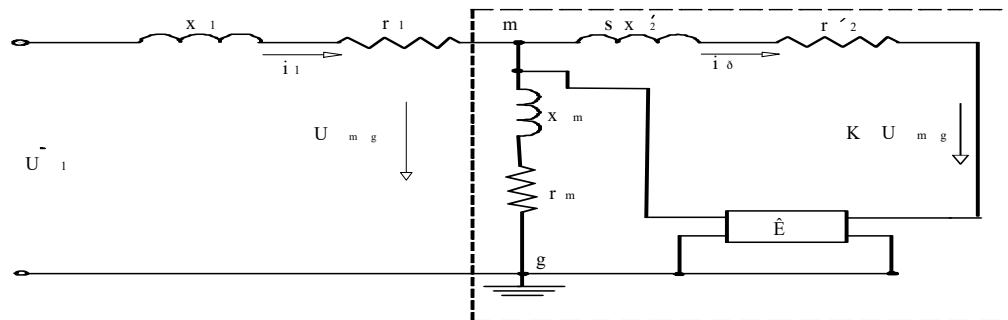 x 1
r 1
m
s x′2
r′2
i 1
i ð
x m
U m g
K U m g
U 1
r m
Ê
g